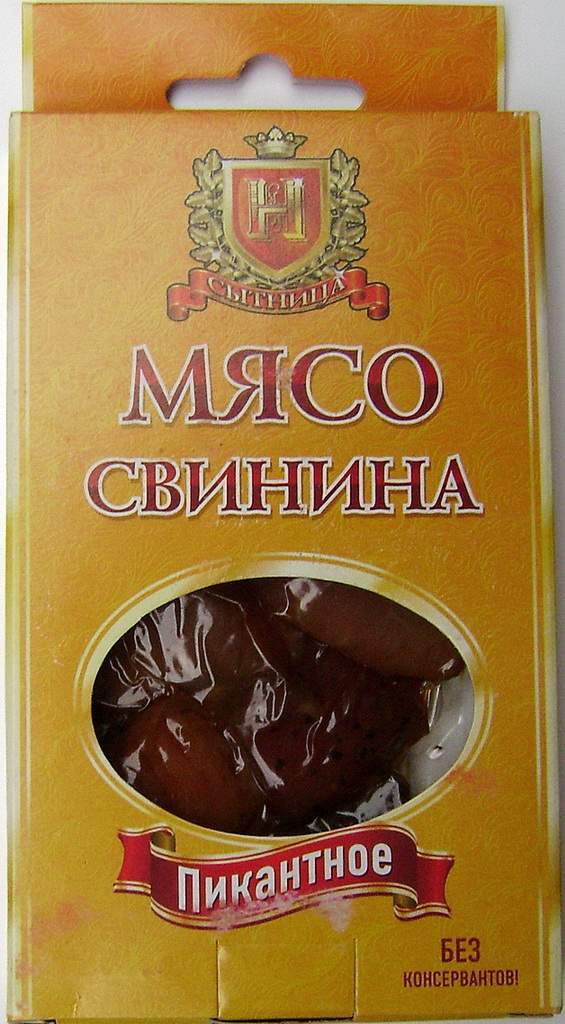 Н
СЫТНИЦА
МЯСО
СВИНИНА
Пикантное
БЕЗ
КОНСЕРВАНТОВ!